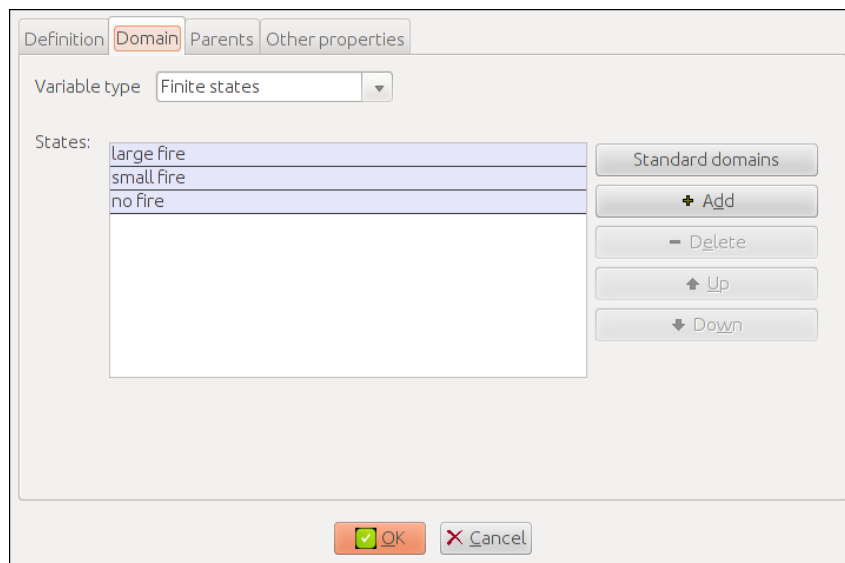 Definition Domain Parents Other properties
Variable type Finite states
States:
large fire
small fire
no fire
Standard domains
Add
Delete
Up
Down
OK Cancel